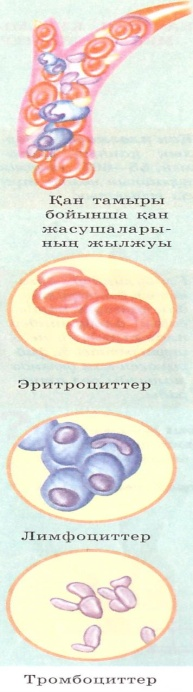 Қан тамыры
бойынша қан
жасушалары-
ның жылжуы
Эритроциттер
Лимфоциттер
Тромбоциттер